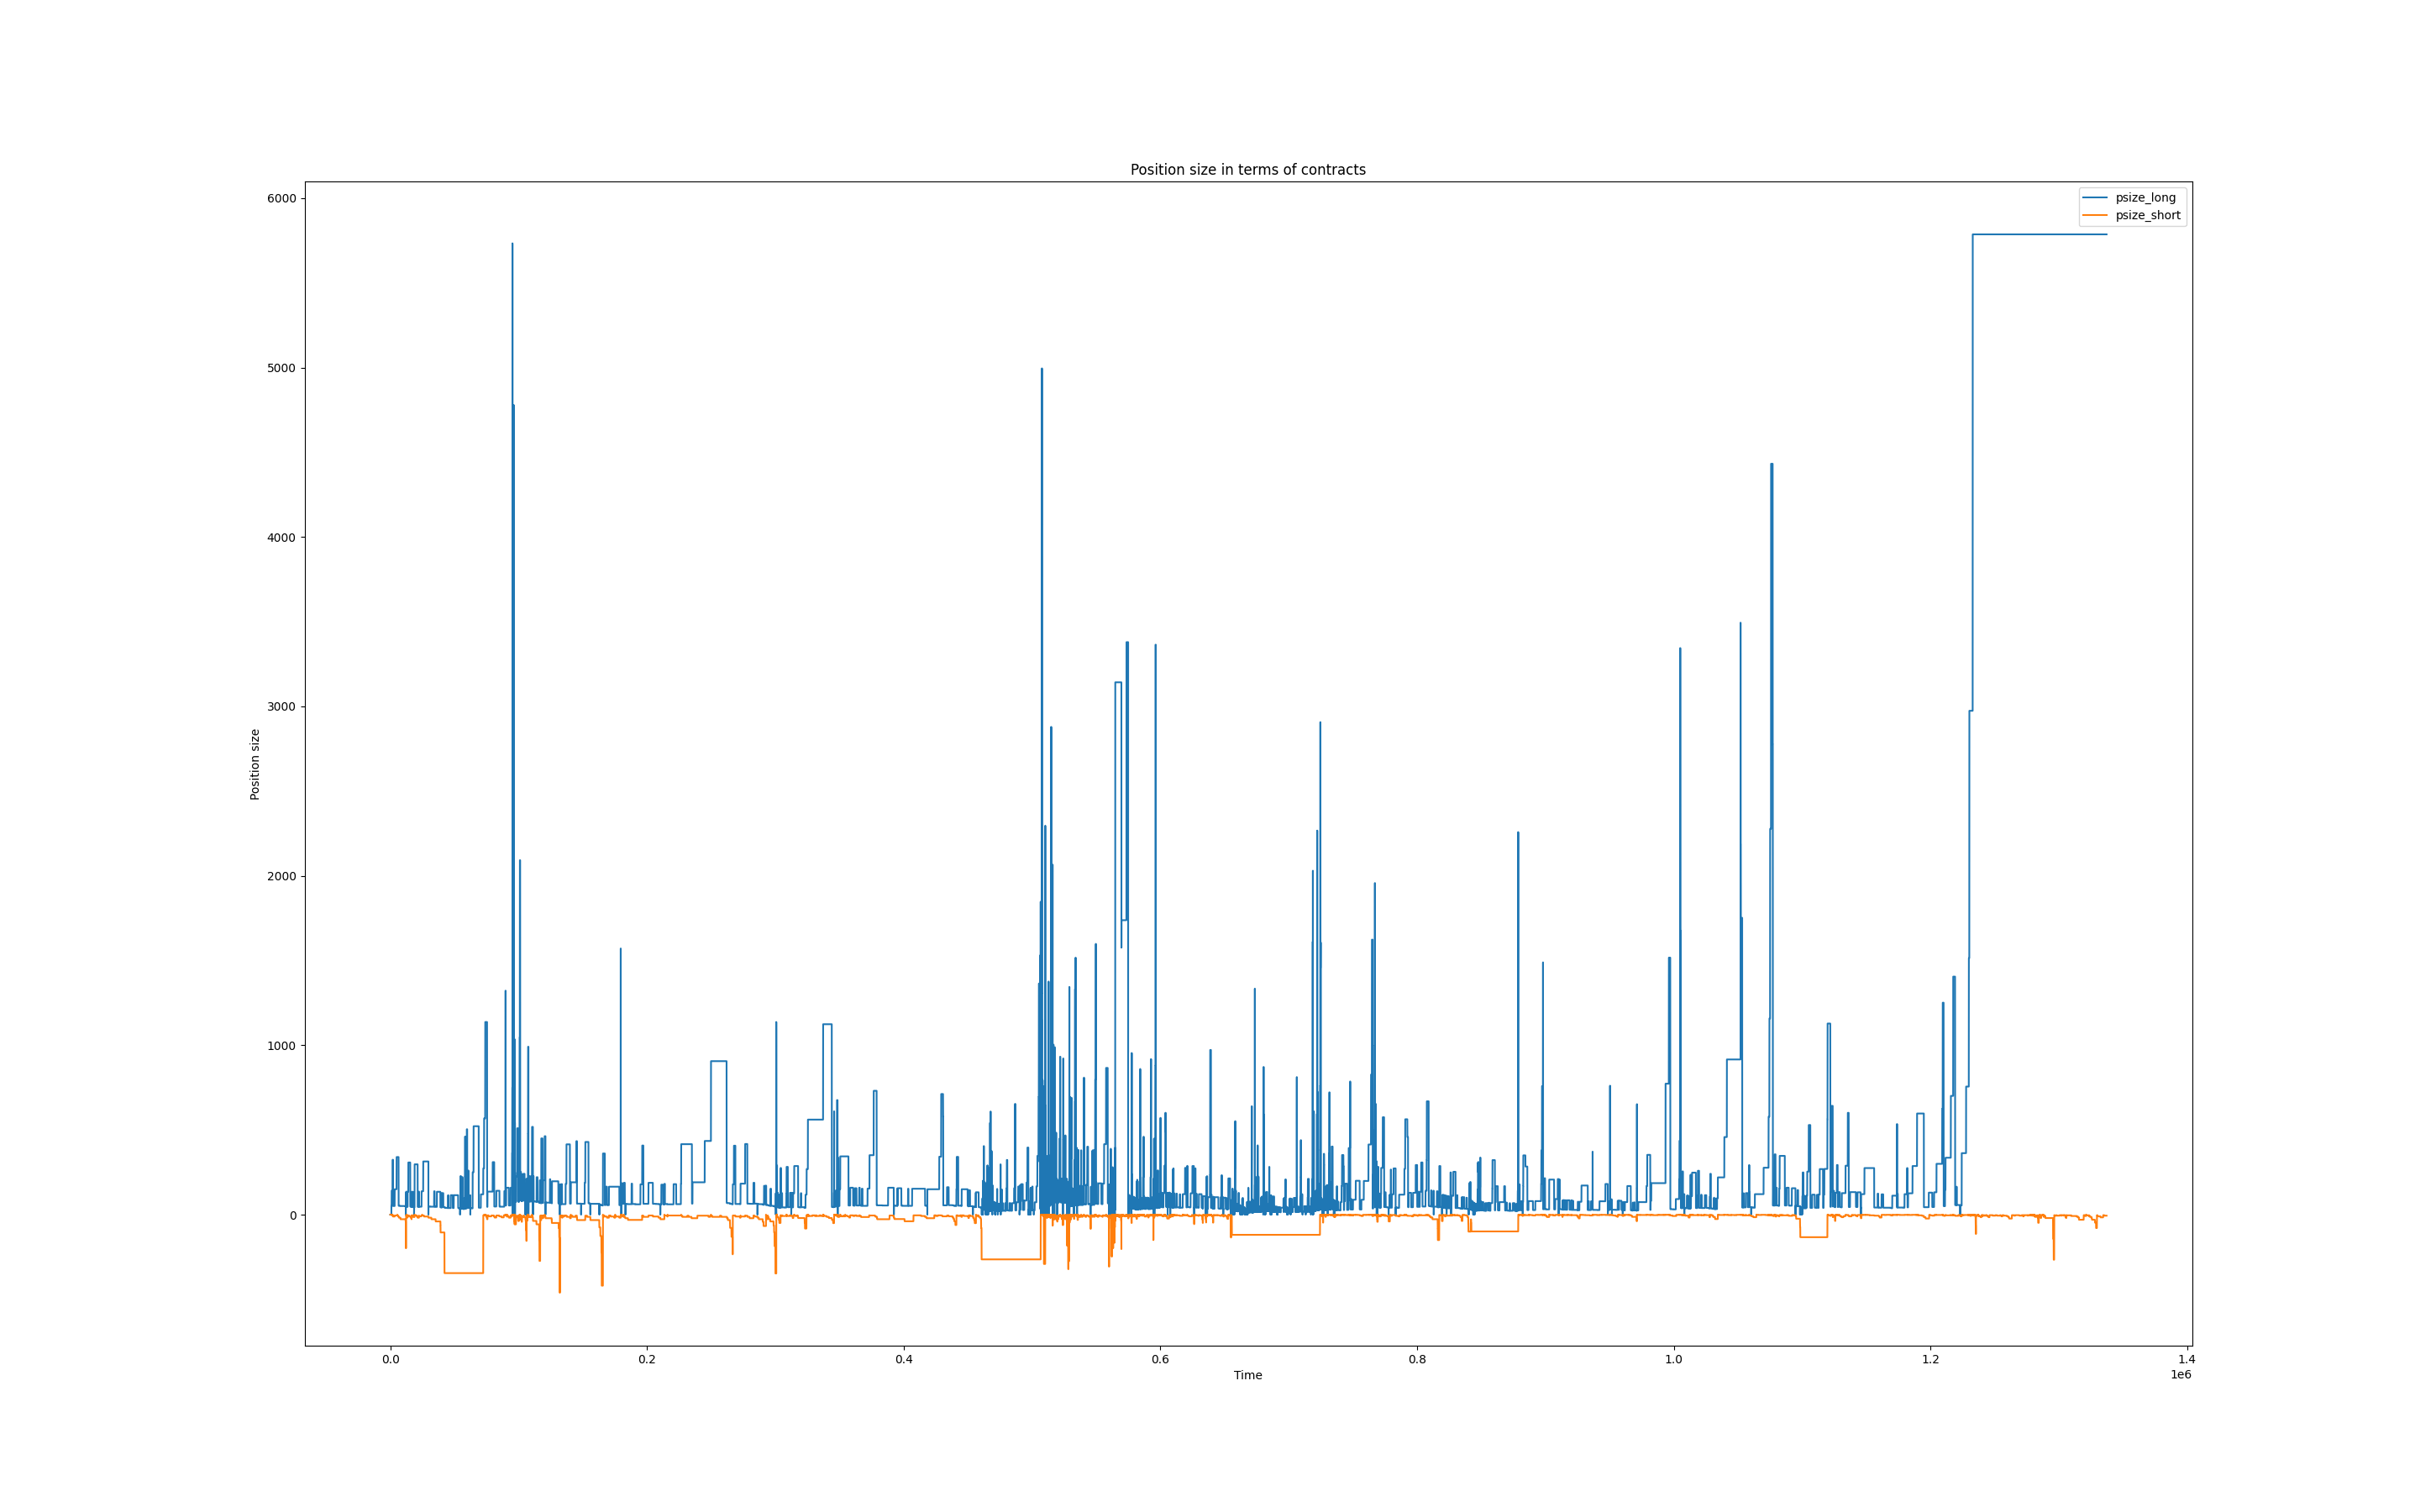 Position size in terms of contracts
psize_long
psize_short
6000
5000
4000
3000
2000
1000
0
Position size
0.0 0.2 0.4 0.6 0.8 1.0 1.2 1.4
Time
1e6